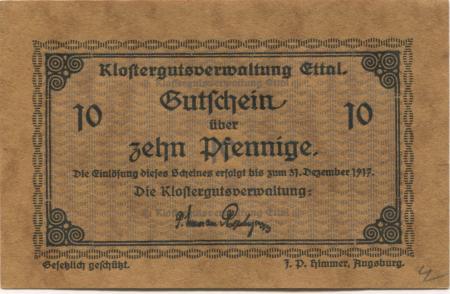 Klostergutsverwaltung Ettal.
Gutschein
10 über 10
zehn Pfennige.
Die Einlösung dieses Scheines erfolgt bis zum 31. Dezember 1917.
Die Klostergutsverwaltung:
Gesetzlich geschützt. J. P. Himmer, Augsburg.